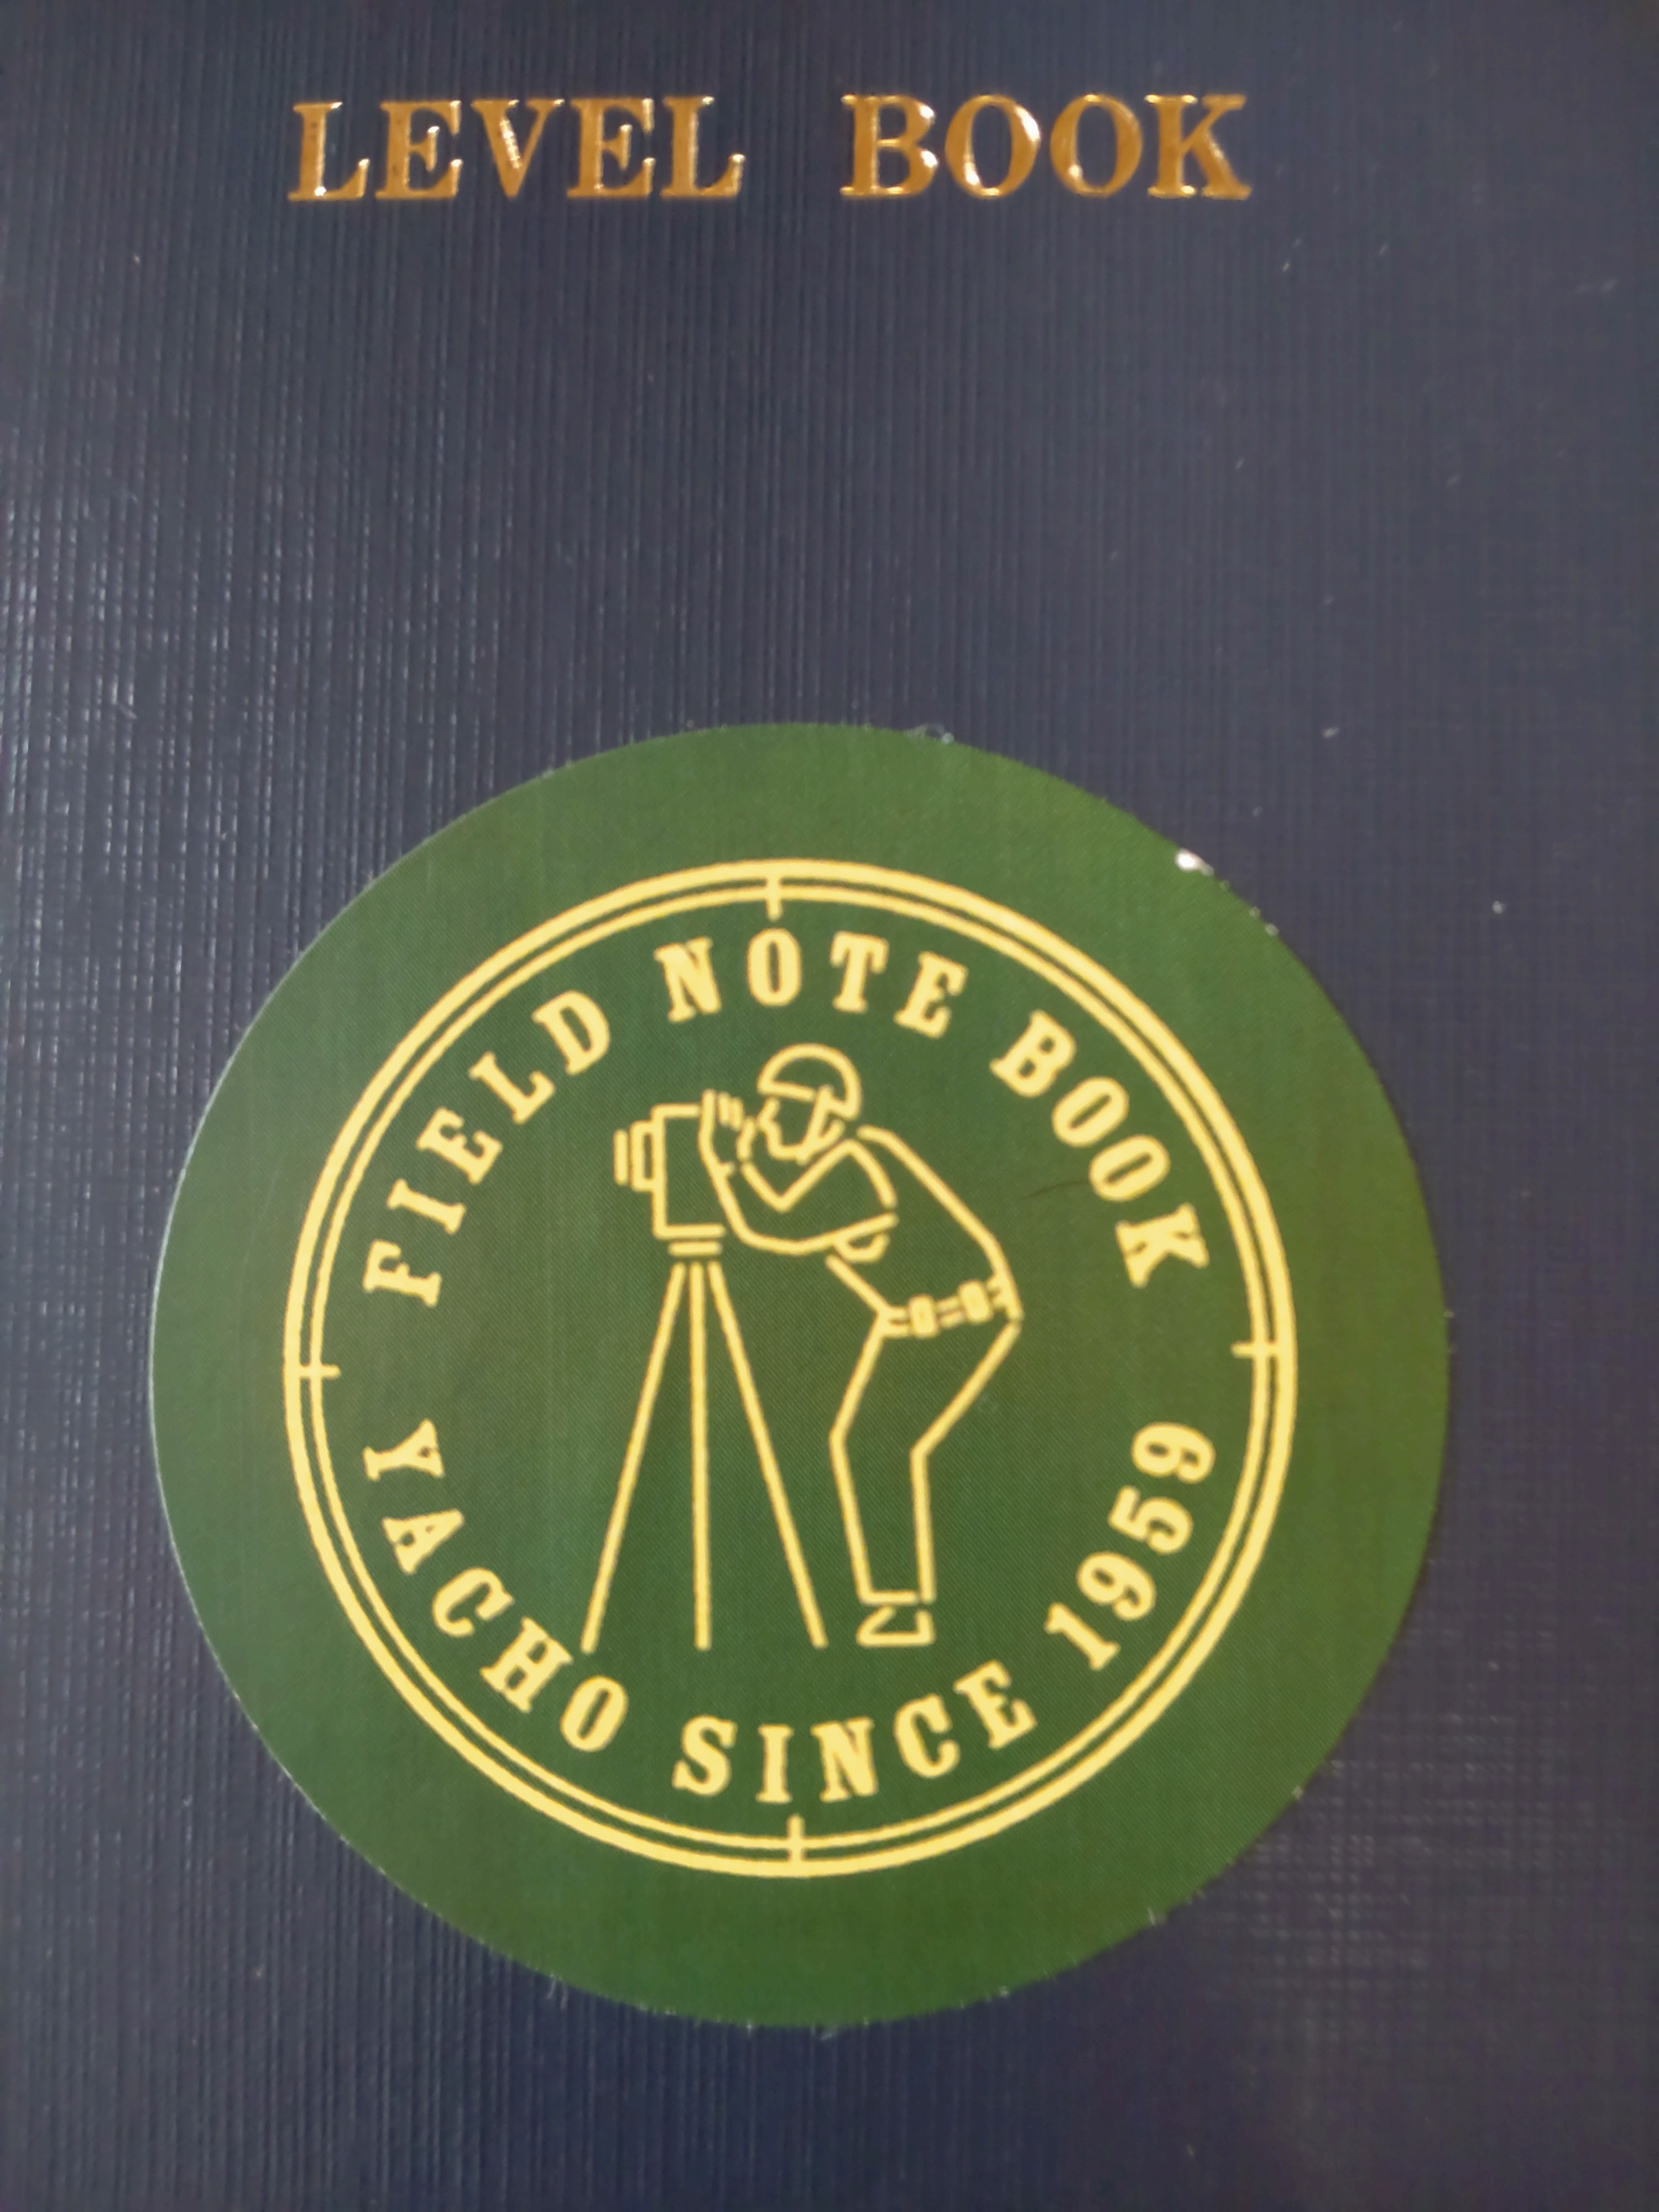 LEVEL BOOK
FIELD NOTE BOOK
YACHO SINCE 1959